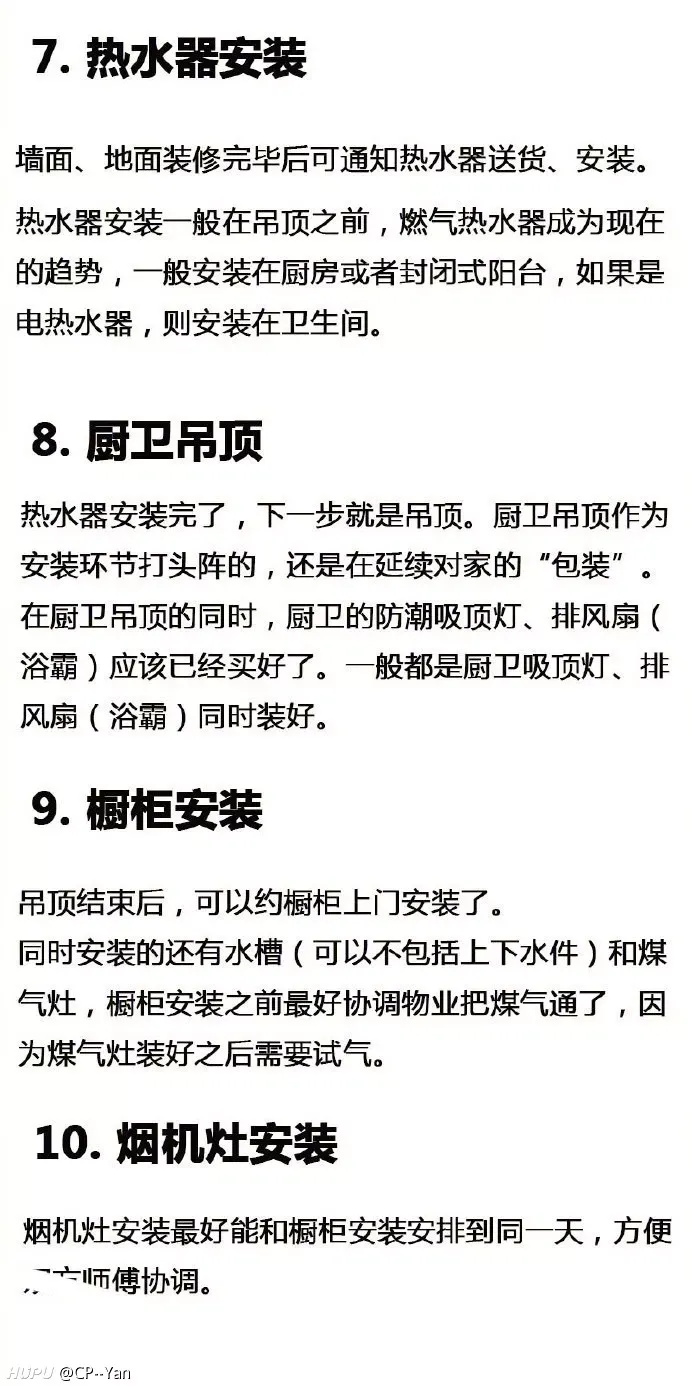 7. 热水器安装
墙面、地面装修完毕后可通知热水器送货、安装。
热水器安装一般在吊顶之前，燃气热水器成为现在
的趋势，一般安装在厨房或者封闭式阳台，如果是
电热水器，则安装在卫生间。
8. 厨卫吊顶
热水器安装完了，下一步就是吊顶。厨卫吊顶作为
安装环节打头阵的，还是在延续对家的“包装”。
在厨卫吊顶的同时，厨卫的防潮吸顶灯、排风扇（
浴霸）应该已经买好了。一般都是厨卫吸顶灯、排
风扇（浴霸）同时装好。
9. 橱柜安装
吊顶结束后，可以约橱柜上门安装了。
同时安装的还有水槽（可以不包括上下水件）和煤
气灶，橱柜安装之前最好协调物业把煤气通了，因
为煤气灶装好之后需要试气。
10. 烟机灶安装
烟机灶安装最好能和橱柜安装安排到同一天，方便
师傅协调。
HUPU @CP--Yan